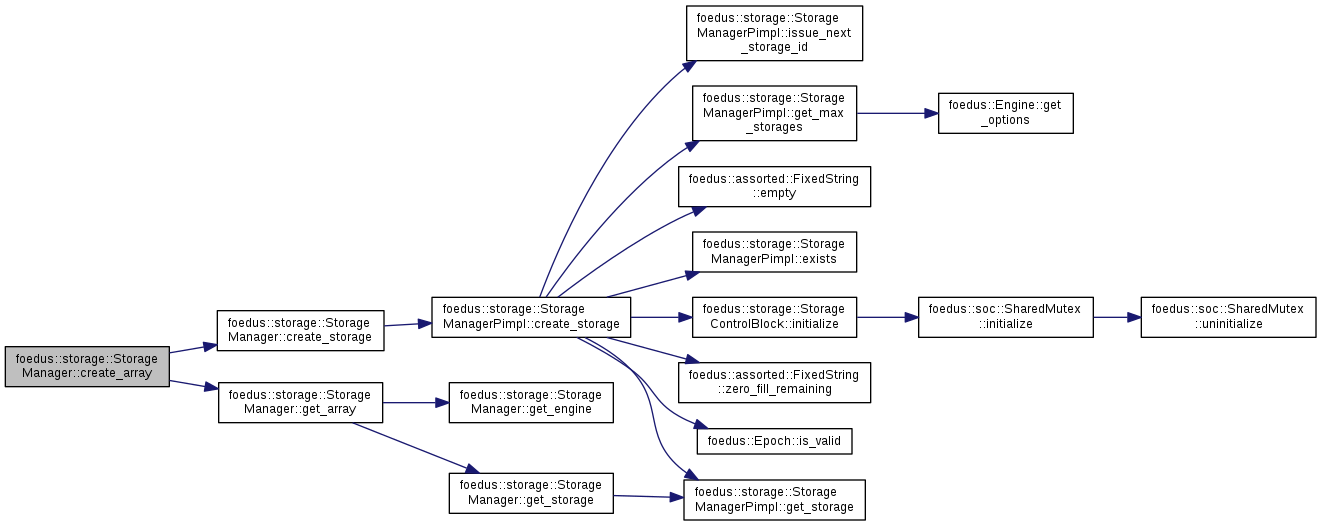 foedus::storage::Storage
ManagerPimpl::issue_next
_storage_id
foedus::storage::Storage
ManagerPimpl::get_max
_storages
foedus::Engine::get
_options
foedus::assorted::FixedString
::empty
foedus::storage::Storage
ManagerPimpl::exists
foedus::storage::Storage
ManagerPimpl::create_storage
foedus::storage::Storage
ControlBlock::initialize
foedus::soc::SharedMutex
::initialize
foedus::soc::SharedMutex
::uninitialize
foedus::storage::Storage
Manager::create_storage
foedus::storage::Storage
Manager::create_array
foedus::assorted::FixedString
::zero_fill_remaining
foedus::storage::Storage
Manager::get_array
foedus::storage::Storage
Manager::get_engine
foedus::Epoch::is_valid
foedus::storage::Storage
Manager::get_storage
foedus::storage::Storage
ManagerPimpl::get_storage